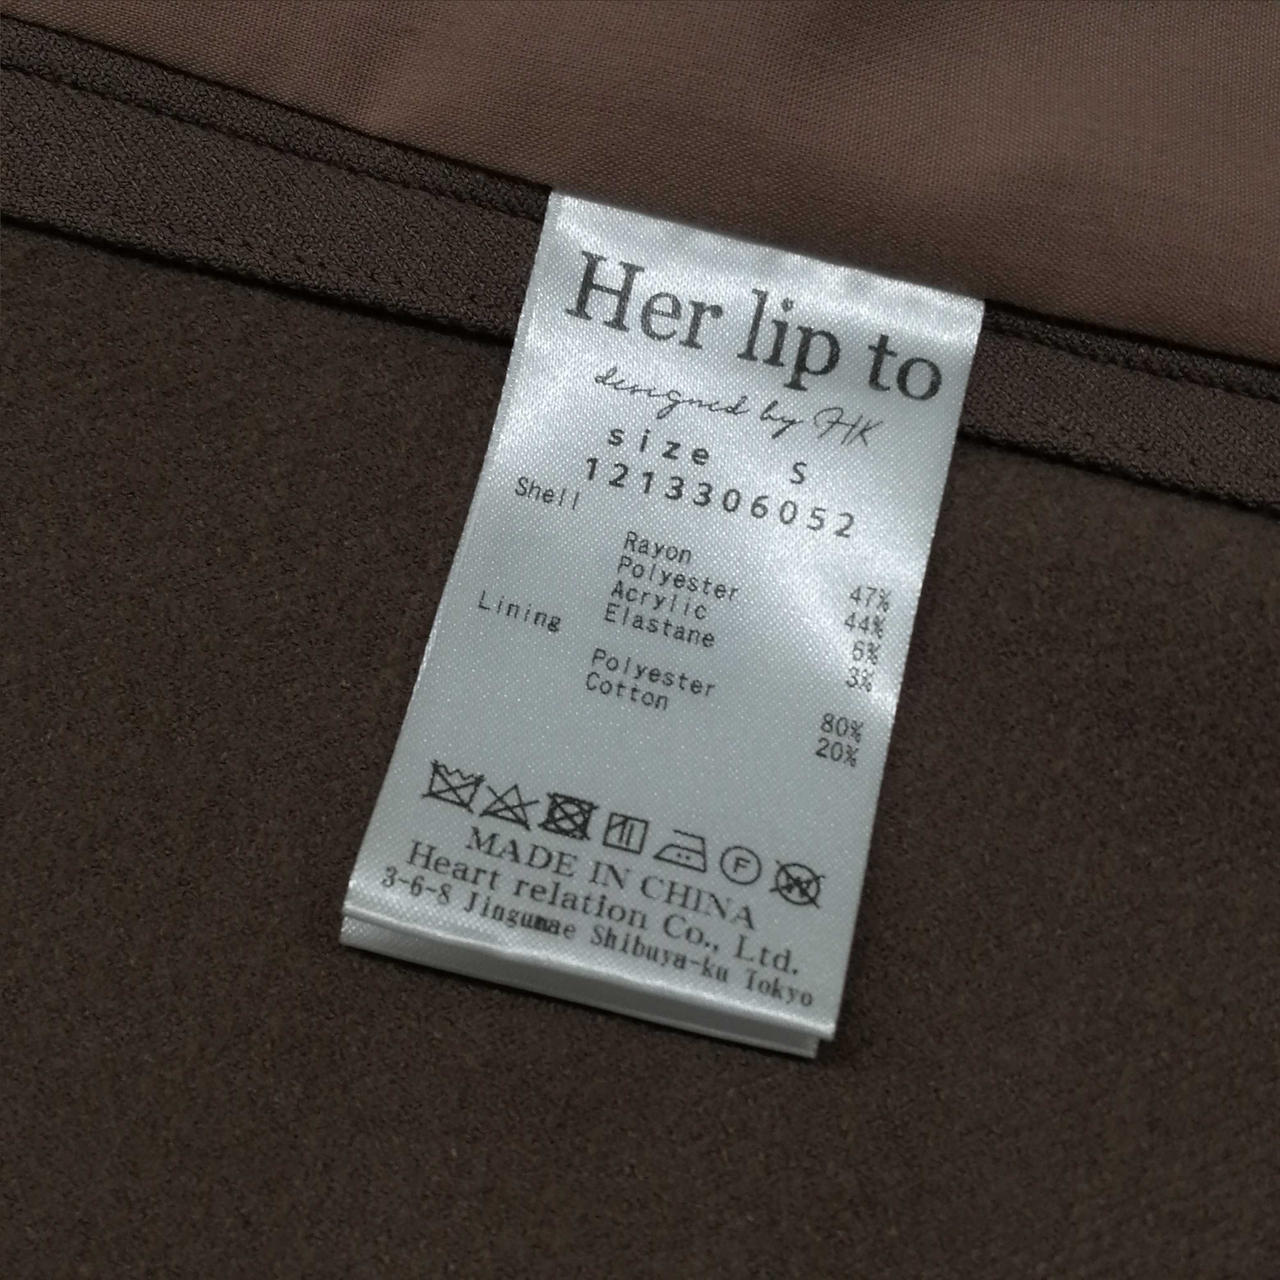 Her lip to
designed by HK
size S
1213306052
Shell
Rayon 47%
Polyester 44%
Acrylic 6%
Elastane 3%
Lining
Polyester 80%
Cotton 20%
F
W
MADE IN CHINA
Heart relation Co., Ltd.
3-6-8 Jingumae Shibuya-ku Tokyo